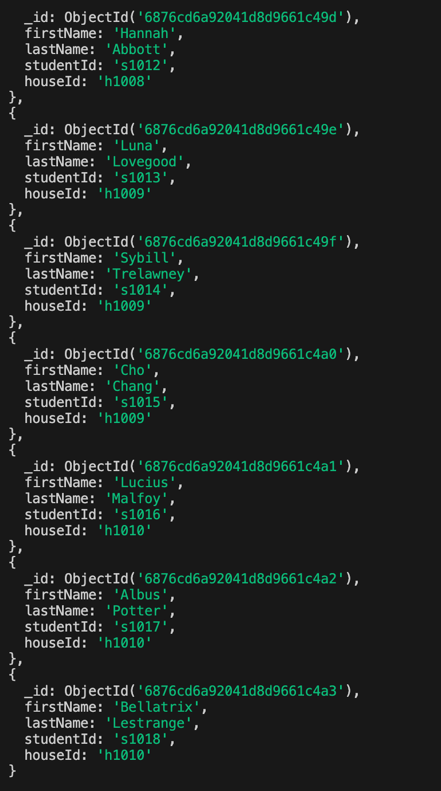 _id: ObjectId('6876cd6a92041d8d9661c49d'),
firstName: 'Hannah',
lastName: 'Abbott',
studentId: 's1012',
houseId: 'h1008'
},
{
_id: ObjectId('6876cd6a92041d8d9661c49e'),
firstName: 'Luna',
lastName: 'Lovegood',
studentId: 's1013',
houseId: 'h1009'
},
{
_id: ObjectId('6876cd6a92041d8d9661c49f'),
firstName: 'Sybill',
lastName: 'Trelawney',
studentId: 's1014',
houseId: 'h1009'
},
{
_id: ObjectId('6876cd6a92041d8d9661c4a0'),
firstName: 'Cho',
lastName: 'Chang',
studentId: 's1015',
houseId: 'h1009'
},
{
_id: ObjectId('6876cd6a92041d8d9661c4a1'),
firstName: 'Lucius',
lastName: 'Malfoy',
studentId: 's1016',
houseId: 'h1010'
},
{
_id: ObjectId('6876cd6a92041d8d9661c4a2'),
firstName: 'Albus',
lastName: 'Potter',
studentId: 's1017',
houseId: 'h1010'
},
{
_id: ObjectId('6876cd6a92041d8d9661c4a3'),
firstName: 'Bellatrix',
lastName: 'Lestrange',
studentId: 's1018',
houseId: 'h1010'
}